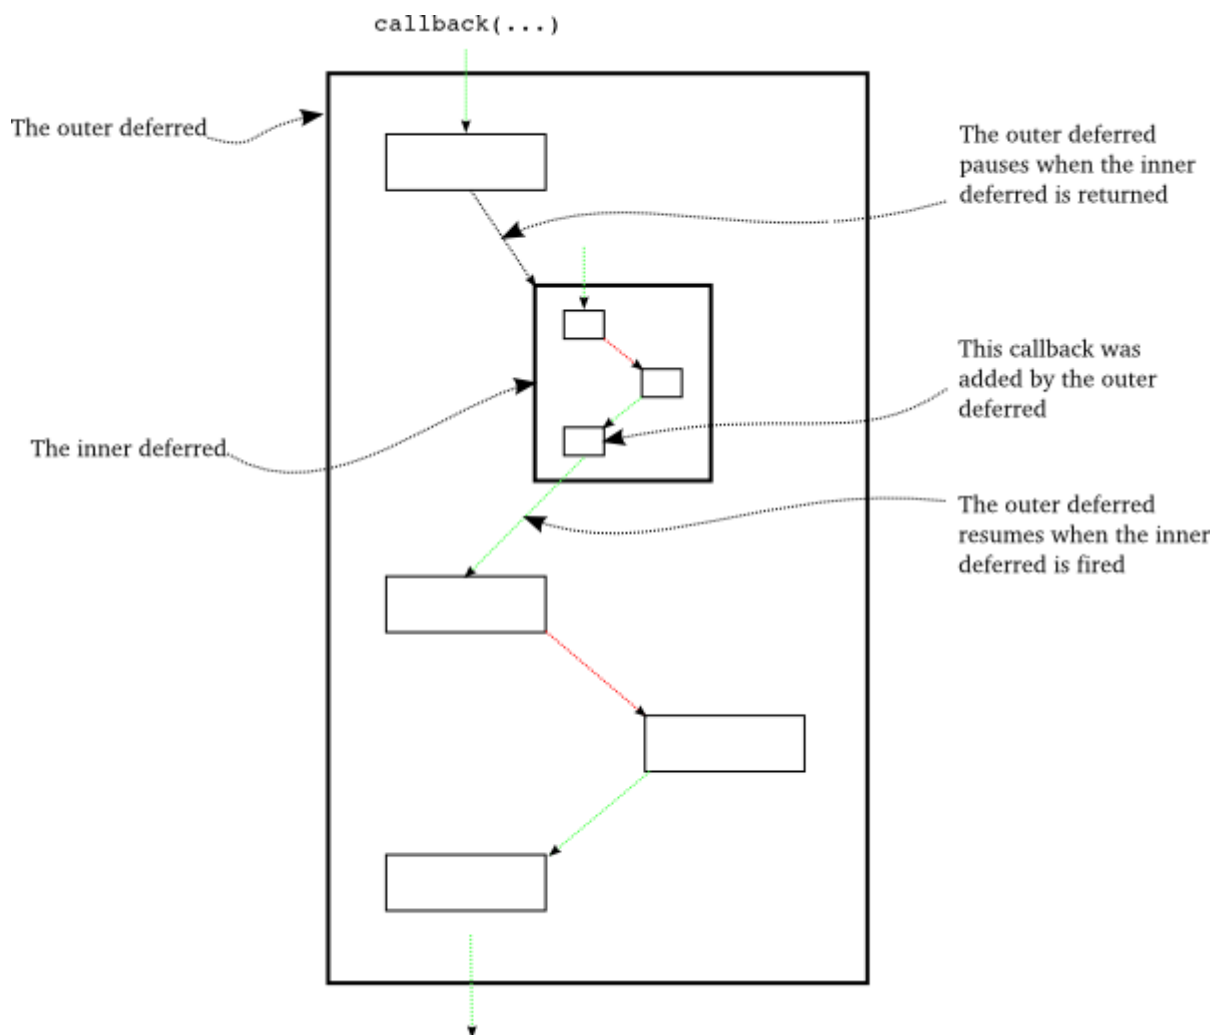 callback(...)
The outer deferred
The outer deferred
pauses when the inner
deferred is returned
This callback was
added by the outer
deferred
The inner deferred
The outer deferred
resumes when the inner
deferred is fired